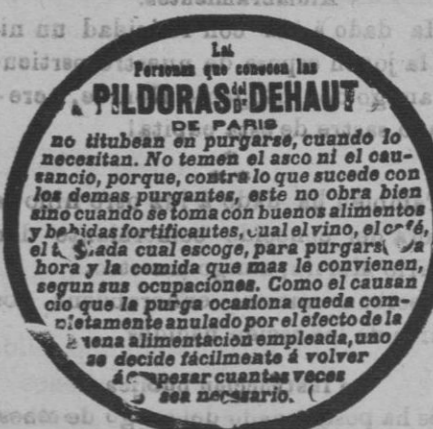 Las
Personas que conocen las
PILDORAS del Dr DEHAUT
DE PARIS
no titubean en purgarse, cuando lo
necesitan. No temen el asco ni el cau-
sancio, porque, contra lo que sucede con
los demas purgantes, este no obra bien
sino cuando se toma con buenos alimentos
y bebidas fortificantes, cual el vino, el café,
el Cada cual escoge, para purgarse, la
hora y la comida que mas le convienen,
segun sus ocupaciones. Como el causan
cio que la purga ocasiona queda com-
pletamente anulado por el efecto de la
buena alimentacion empleada, uno
se decide fácilmente á volver
á empezar cuantas veces
sea necesario.